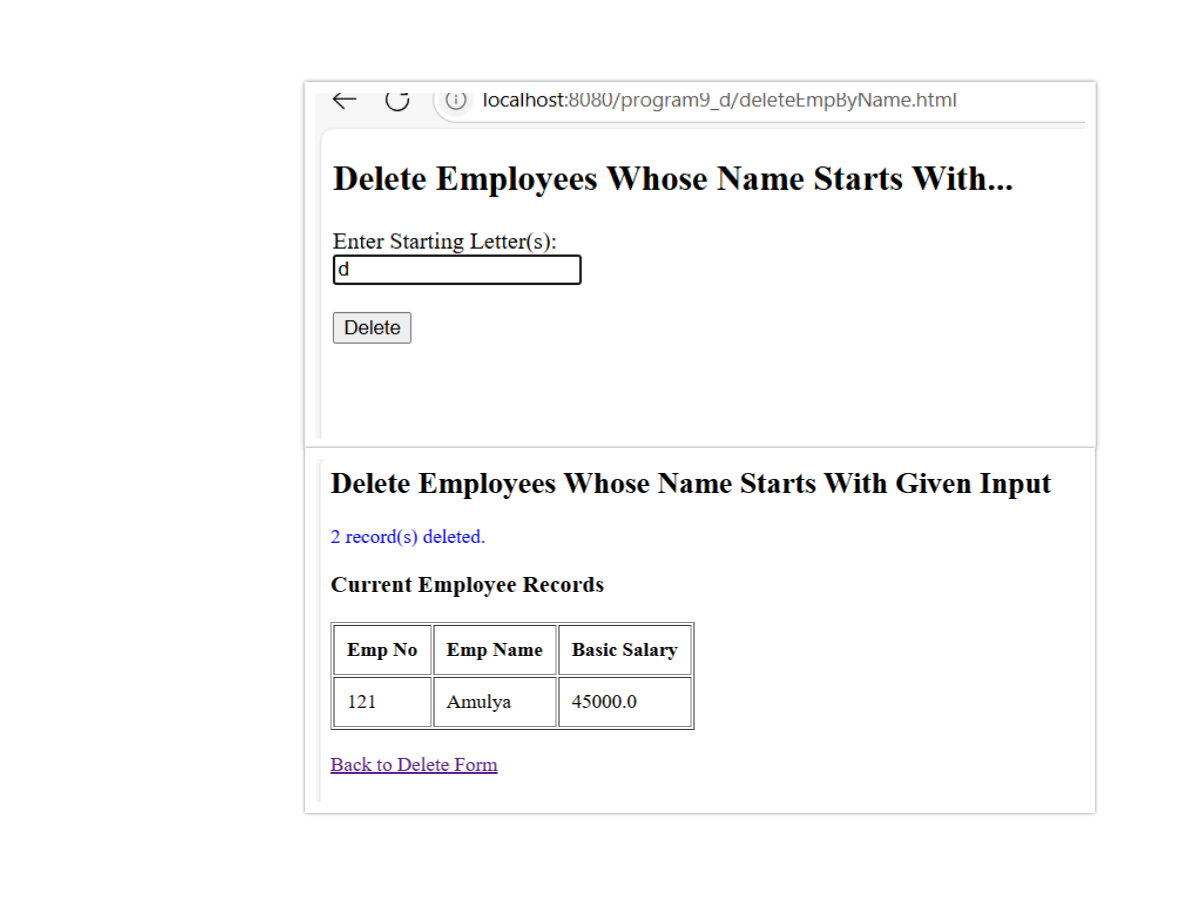 localhost:8080/program9_d/deleteEmpByName.html
Delete Employees Whose Name Starts With...
Enter Starting Letter(s):
d
Delete
Delete Employees Whose Name Starts With Given Input
2 record(s) deleted.
Current Employee Records
Emp No Emp Name Basic Salary
121 Amulya 45000.0
Back to Delete Form